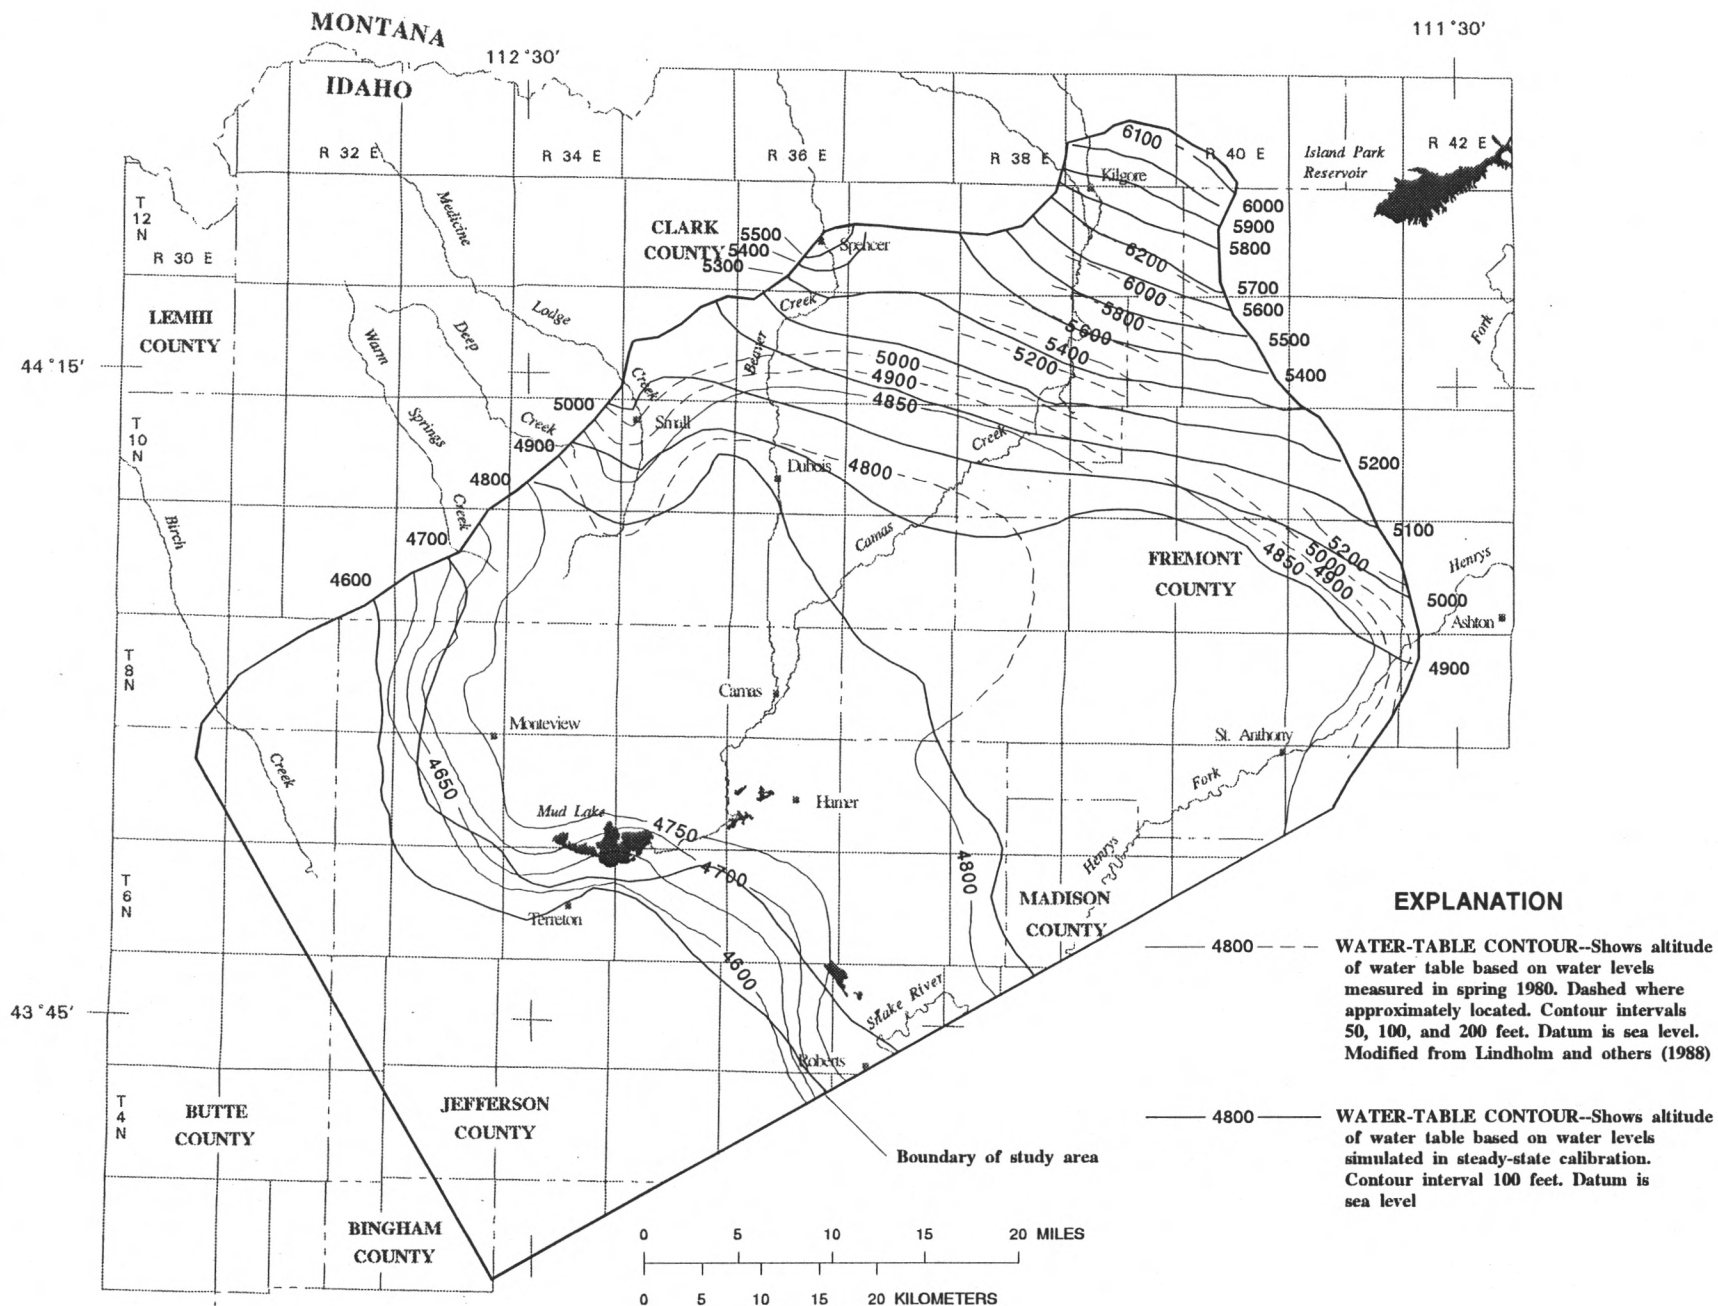 MONTANA
IDAHO
112°30'
111°30'
R 32 E
R 34 E
R 36 E
R 38 E
R 40 E
R 42 E
6100
Island Park
Reservoir
Kilgore
T
12
N
R 30 E
Medicine
CLARK
COUNTY
5500
5400
5300
Spencer
6000
5900
5800
6200
6000
5800
5600
5400
5200
5700
5600
5500
5400
LEMHI
COUNTY
Warm
Deep
Lodge
Creek
Beaver
Creek
Fork
44°15'
5000
4900
4850
5000
4900
4800
4700
4600
Creek
Small
Springs
Creek
T
10
N
Birch
Dubois
4800
Creek
Camas
5200
5100
FREMONT
COUNTY
5200
5000
4900
4850
Henrys
5000
Ashton
4900
T
8
N
Camas
Monteview
St. Anthony
Fork
Henrys
Creek
4650
Mud Lake
4750
Hamer
4700
4800
T
6
N
Terreton
MADISON
COUNTY
4600
Snake River
43°45'
Roberts
T
4
N
BUTTE
COUNTY
JEFFERSON
COUNTY
BINGHAM
COUNTY
Boundary of study area
EXPLANATION
4800
WATER-TABLE CONTOUR--Shows altitude
of water table based on water levels
measured in spring 1980. Dashed where
approximately located. Contour intervals
50, 100, and 200 feet. Datum is sea level.
Modified from Lindholm and others (1988)
4800
WATER-TABLE CONTOUR--Shows altitude
of water table based on water levels
simulated in steady-state calibration.
Contour interval 100 feet. Datum is
sea level
0 5 10 15 20 MILES
0 5 10 15 20 KILOMETERS